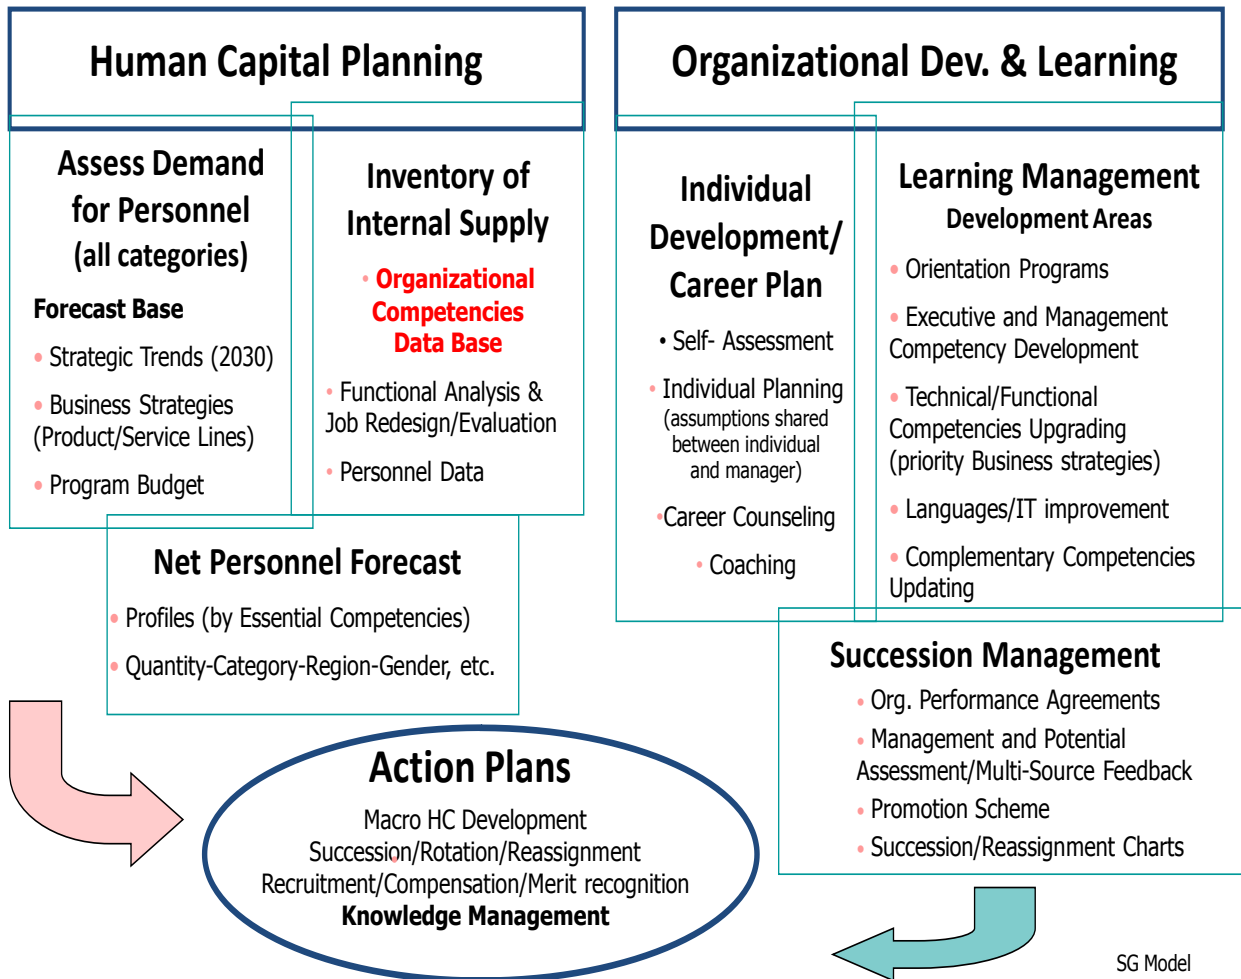 Human Capital Planning
Assess Demand
for Personnel
(all categories)
Forecast Base
• Strategic Trends (2030)
• Business Strategies
(Product/Service Lines)
• Program Budget
Inventory of
Internal Supply
• Organizational
Competencies
Data Base
• Functional Analysis &
Job Redesign/Evaluation
• Personnel Data
Net Personnel Forecast
• Profiles (by Essential Competencies)
• Quantity-Category-Region-Gender, etc.
Organizational Dev. & Learning
Individual
Development/
Career Plan
• Self- Assessment
• Individual Planning
(assumptions shared
between individual
and manager)
•Career Counseling
• Coaching
Learning Management
Development Areas
• Orientation Programs
• Executive and Management
Competency Development
• Technical/Functional
Competencies Upgrading
(priority Business strategies)
• Languages/IT improvement
• Complementary Competencies
Updating
Succession Management
• Org. Performance Agreements
• Management and Potential
Assessment/Multi-Source Feedback
• Promotion Scheme
• Succession/Reassignment Charts
Action Plans
Macro HC Development
Succession/Rotation/Reassignment
Recruitment/Compensation/Merit recognition
Knowledge Management
SG Model